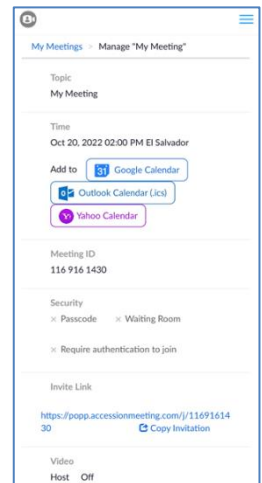 My Meetings > Manage "My Meeting"
Topic
My Meeting
Time
Oct 20, 2022 02:00 PM El Salvador
Add to 31 Google Calendar
Outlook Calendar (.ics)
Yahoo Calendar
Meeting ID
116 916 1430
Security
× Passcode × Waiting Room
× Require authentication to join
Invite Link
https://popp.accessionmeeting.com/j/11691614
30 Copy Invitation
Video
Host Off